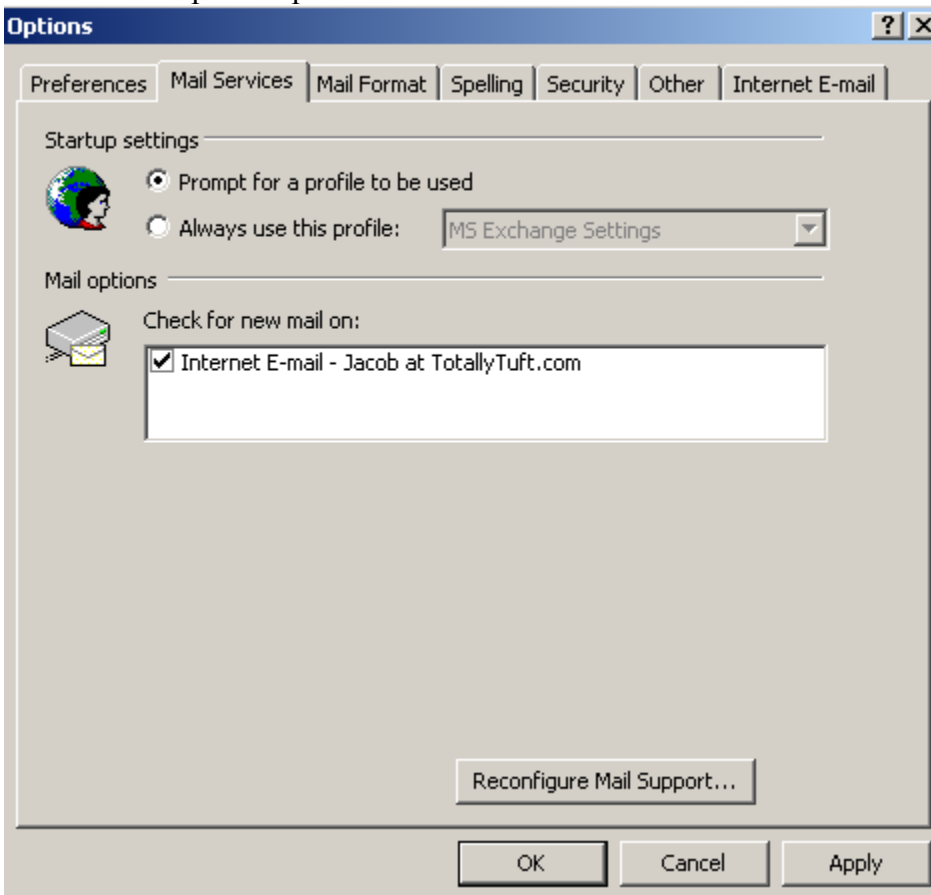 Options
Preferences Mail Services Mail Format Spelling Security Other Internet E-mail
Startup settings
Prompt for a profile to be used
Always use this profile: MS Exchange Settings
Mail options
Check for new mail on:
Internet E-mail - Jacob at TotallyTuft.com
Reconfigure Mail Support...
OK Cancel Apply